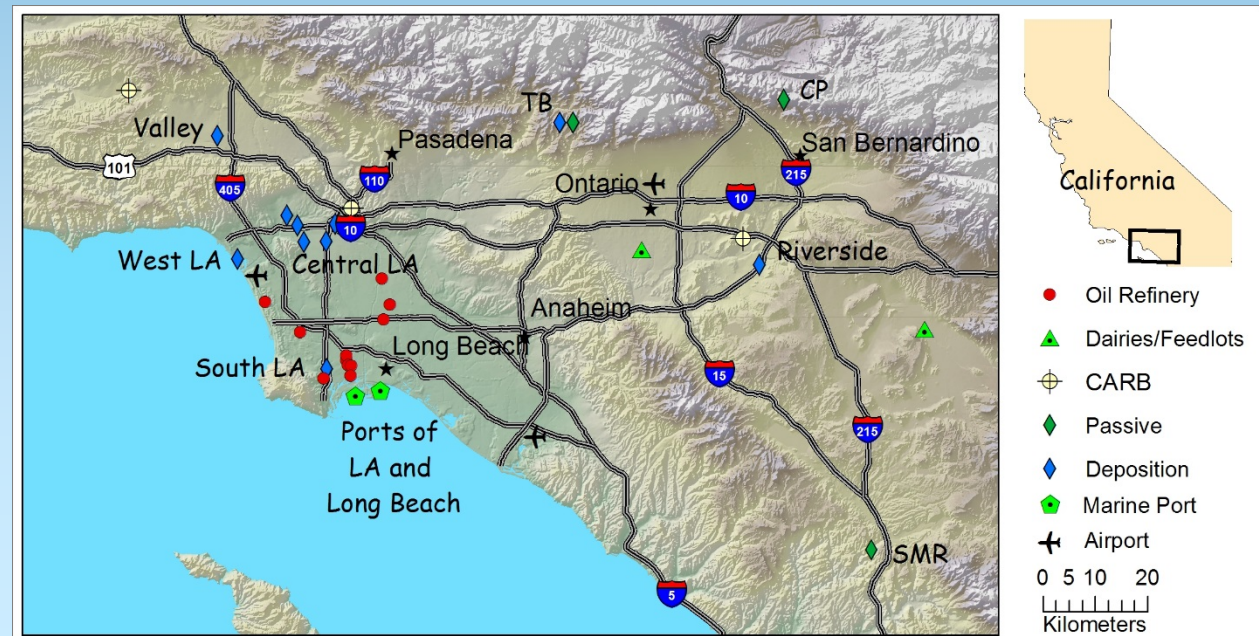 CP
TB
Valley
Pasadena
San Bernardino
101
405
110
215
Ontario
10
10
West LA
Central LA
Riverside
Anaheim
Long Beach
South LA
15
215
Ports of
LA and
Long Beach
SMR
5
California
Oil Refinery
Dairies/Feedlots
CARB
Passive
Deposition
Marine Port
Airport
0 5 10 20
Kilometers